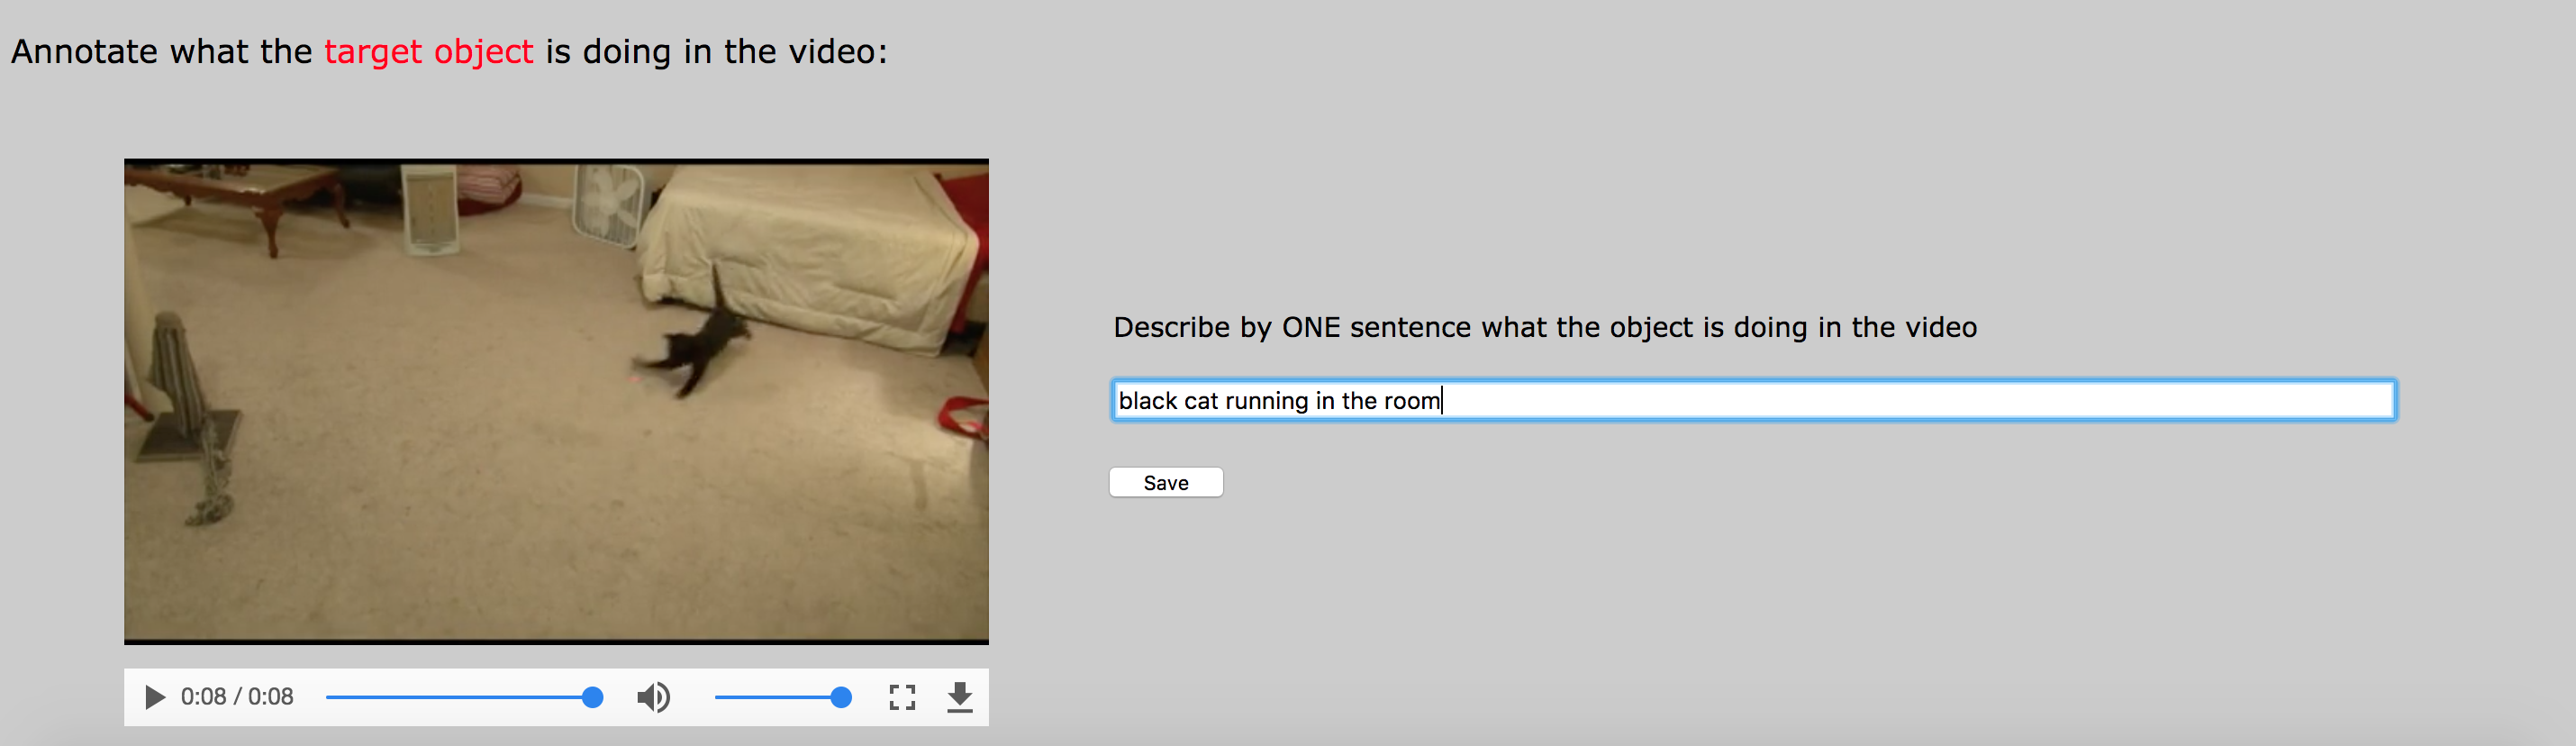 Annotate what the target object is doing in the video:
Describe by ONE sentence what the object is doing in the video
black cat running in the room
Save
0:08 / 0:08